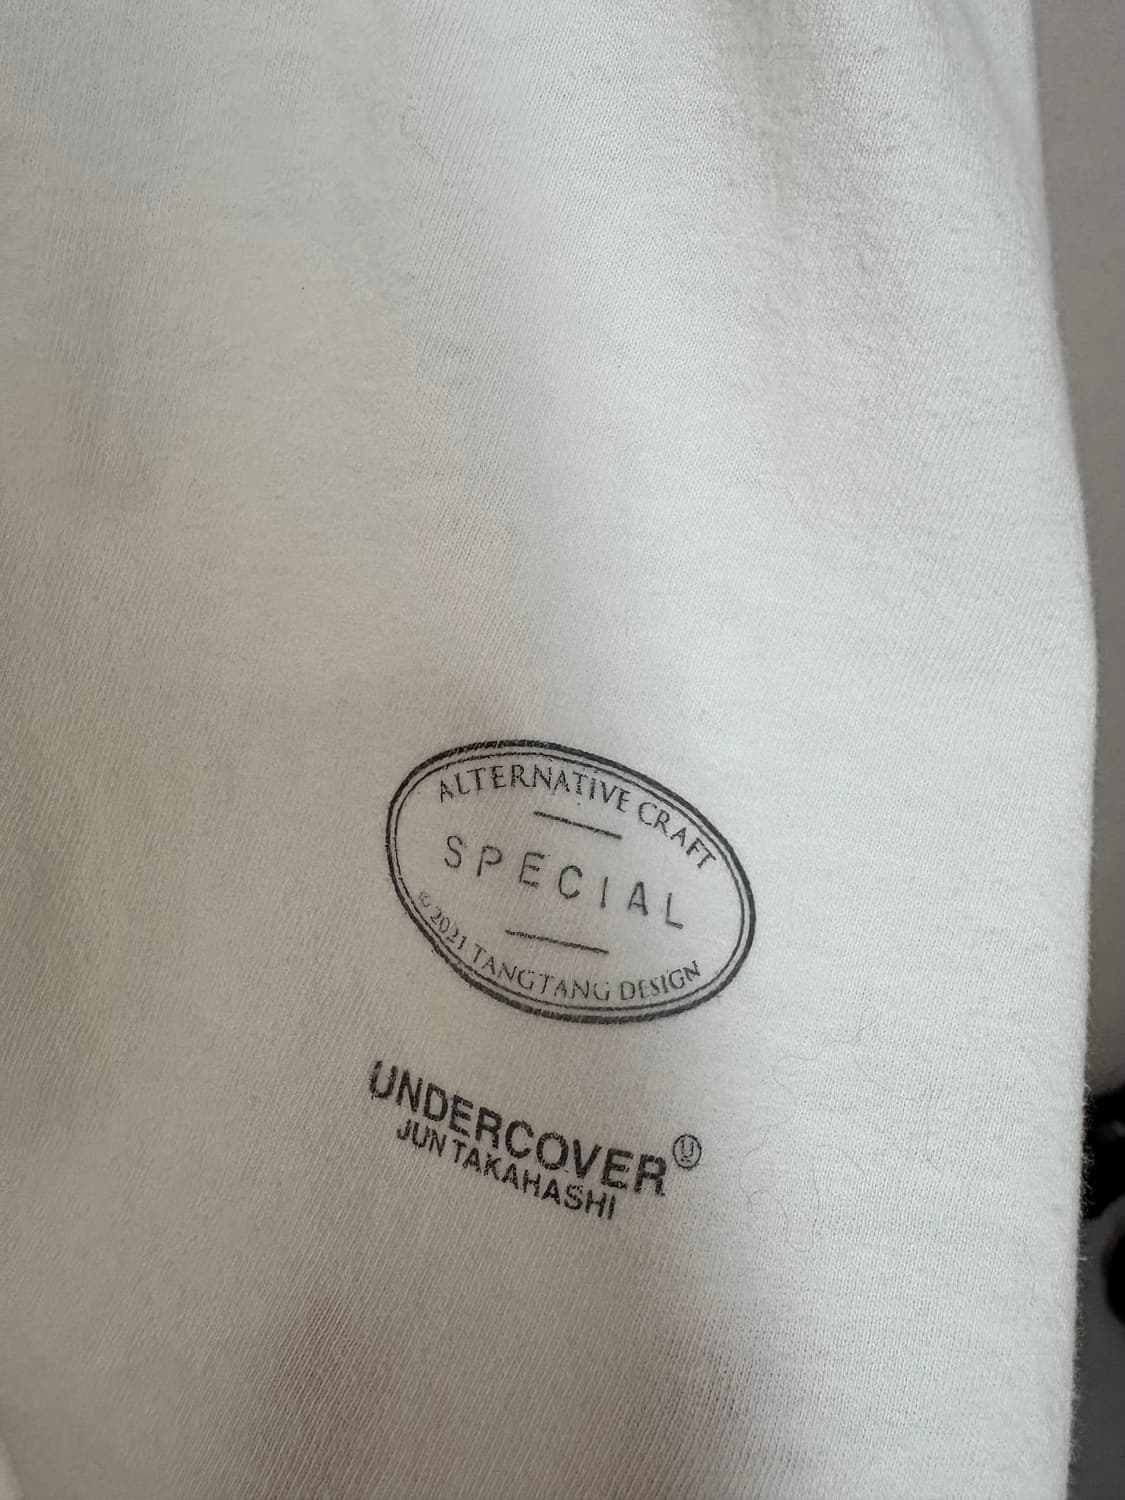 ALTERNATIVE CRAFT
SPECIAL
© 2021 TANGTANG DESIGN
UNDERCOVER Ⓤ
JUN TAKAHASHI